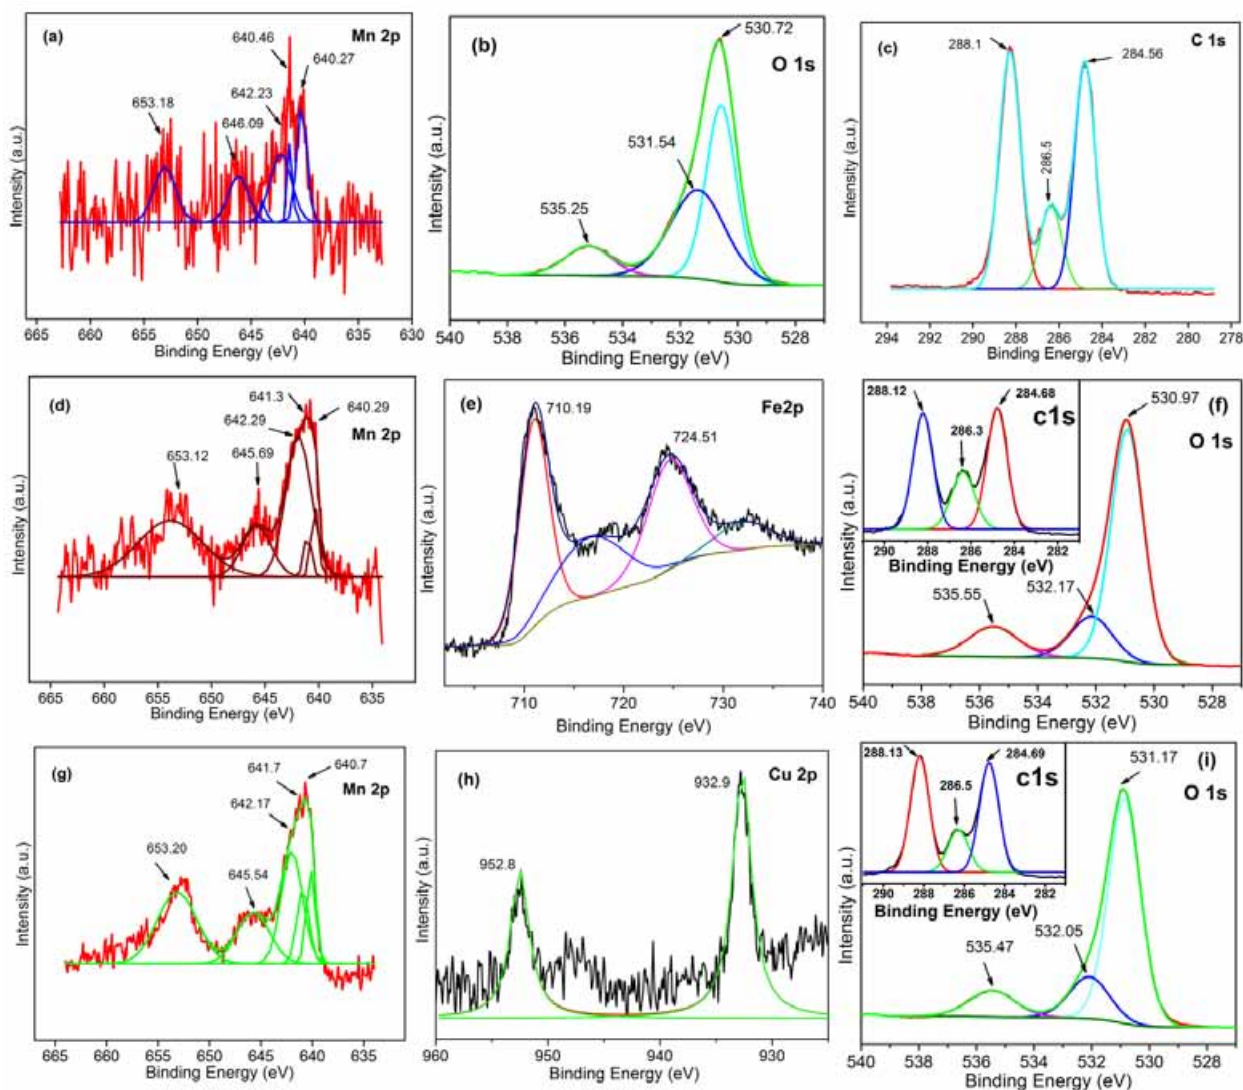 (a)
Mn 2p
640.46
640.27
642.23
653.18
646.09
Intensity (a.u.)
665 660 655 650 645 640 635 630
Binding Energy (eV)
(b)
530.72
O 1s
531.54
535.25
Intensity (a.u.)
540 538 536 534 532 530 528
Binding Energy (eV)
(c)
C 1s
288.1
284.56
286.5
Intensity (a.u.)
294 292 290 288 286 284 282 280 278
Binding Energy (eV)
(d)
641.3
640.29
642.29
Mn 2p
653.12
645.69
Intensity (a.u.)
665 660 655 650 645 640 635
Binding Energy (eV)
(e)
Fe2p
710.19
724.51
Intensity (a.u.)
710 720 730 740
Binding Energy (eV)
(f)
O 1s
530.97
532.17
535.55
Intensity (a.u.)
540 538 536 534 532 530 528
Binding Energy (eV)
288.12
284.68
c1s
286.3
290 288 286 284 282
Binding Energy (eV)
(g)
641.7
640.7
Mn 2p
642.17
653.20
645.54
Intensity (a.u.)
665 660 655 650 645 640 635
Binding Energy (eV)
(h)
Cu 2p
932.9
952.8
Intensity (a.u.)
960 950 940 930
Binding Energy (eV)
(i)
O 1s
531.17
532.05
535.47
Intensity (a.u.)
540 538 536 534 532 530 528
Binding Energy (eV)
288.13
284.69
c1s
286.5
290 288 286 284 282
Binding Energy (eV)